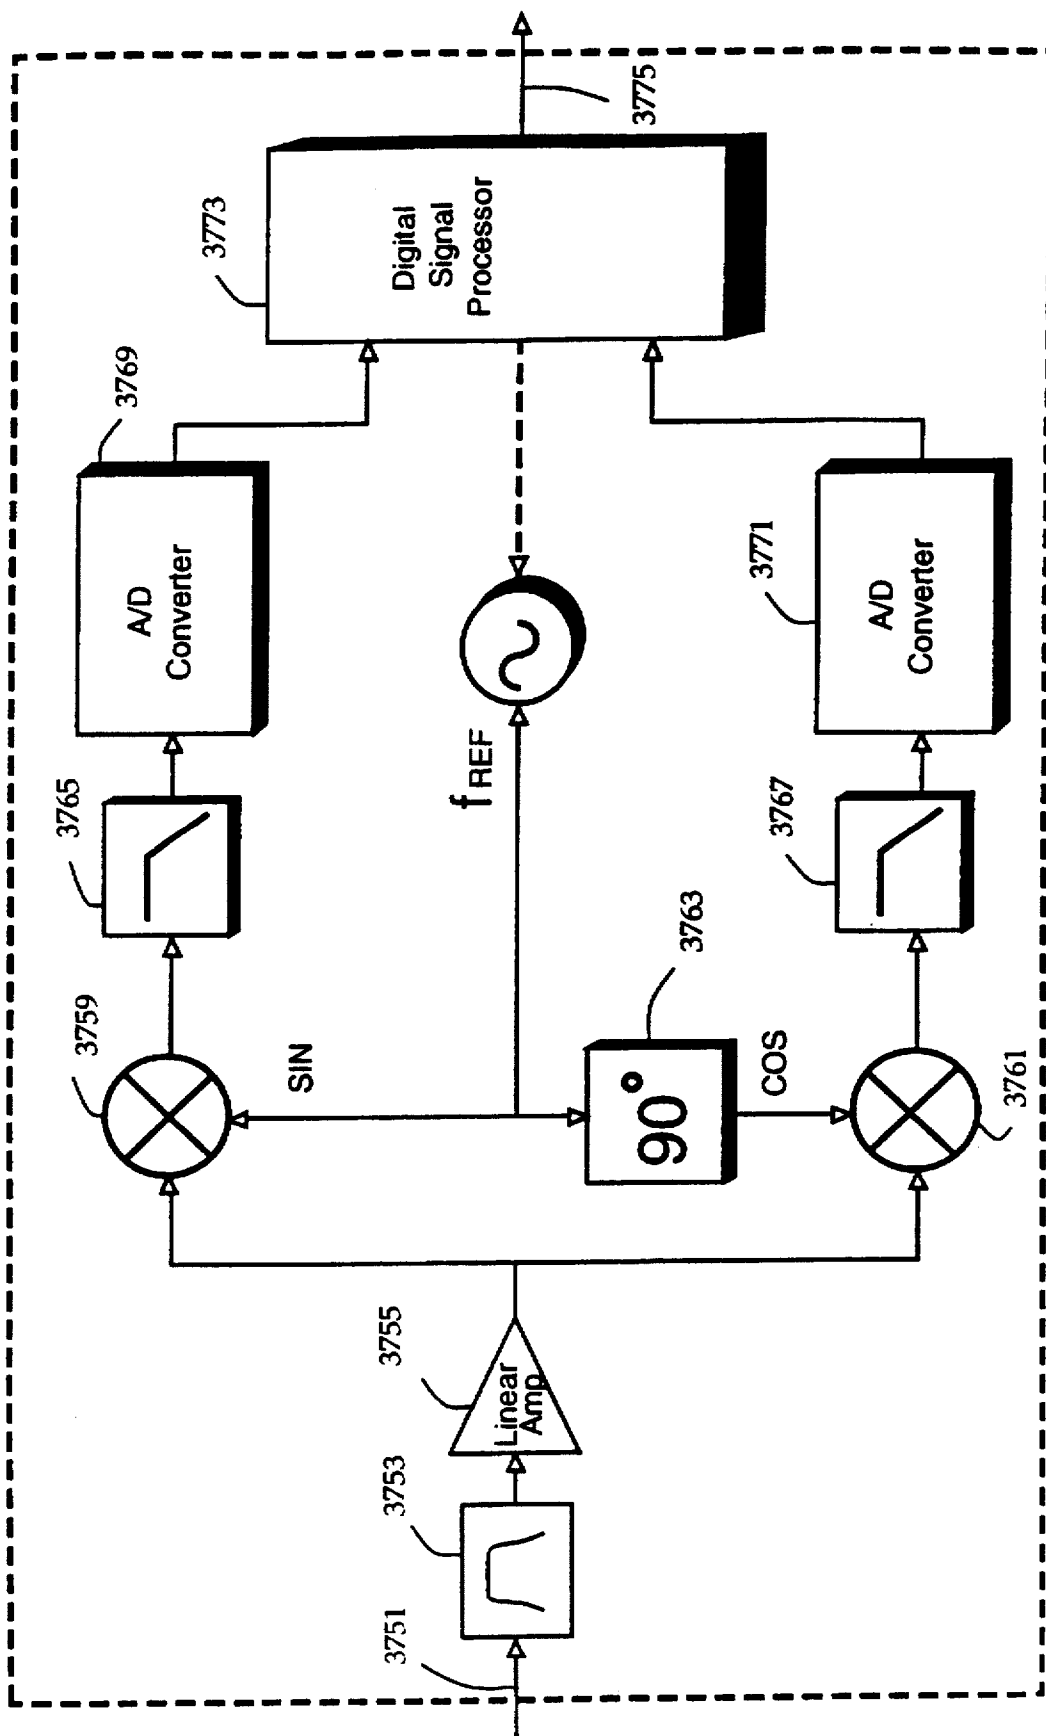 3751
3753
3755
Linear
Amp
3759
SIN
3763
90°
COS
3761
3765
3767
f REF
3769
A/D
Converter
3771
A/D
Converter
3773
Digital
Signal
Processor
3775